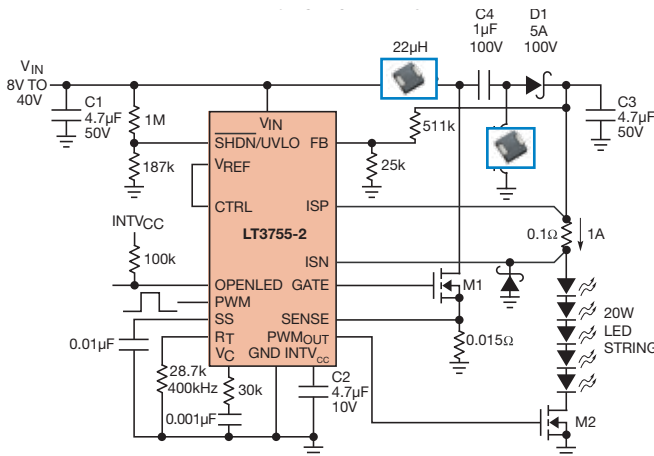 C4
1µF
100V
D1
5A
100V
22µH
VIN
8V TO
40V
C1
4.7µF
50V
1M
187k
VIN
SHDN/UVLO
FB
511k
25k
C3
4.7µF
50V
VREF
CTRL
ISP
LT3755-2
0.1Ω
1A
INTVCC
100k
ISN
OPENLED
GATE
M1
PWM
SS
SENSE
0.015Ω
20W
LED
STRING
0.01µF
RT
PWMOUT
VC
GND
INTVCC
28.7k
400kHz
30k
0.001µF
C2
4.7µF
10V
M2